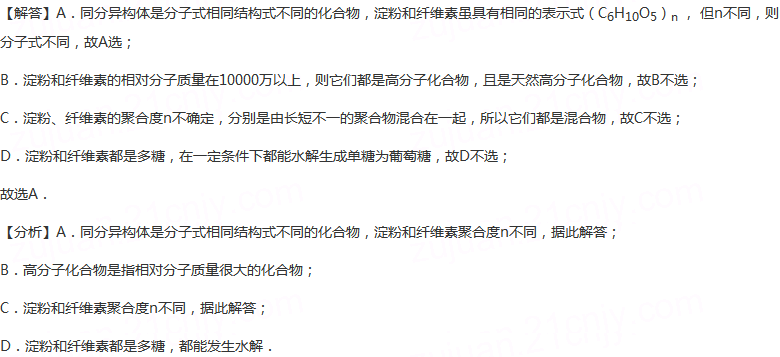 【解答】A．同分异构体是分子式相同结构式不同的化合物，淀粉和纤维素虽具有相同的表示式（C₆H₁₀O₅）ₙ ， 但n不同，则
分子式不同，故A选；
B．淀粉和纤维素的相对分子质量在10000万以上，则它们都是高分子化合物，且是天然高分子化合物，故B不选；
C．淀粉、纤维素的聚合度n不确定，分别是由长短不一的聚合物混合在一起，所以它们都是混合物，故C不选；
D．淀粉和纤维素都是多糖，在一定条件下都能水解生成单糖为葡萄糖，故D不选；
故选A．
【分析】A．同分异构体是分子式相同结构式不同的化合物，淀粉和纤维素聚合度n不同，据此解答；
B．高分子化合物是指相对分子质量很大的化合物；
C．淀粉和纤维素聚合度n不同，据此解答；
D．淀粉和纤维素都是多糖，都能发生水解．